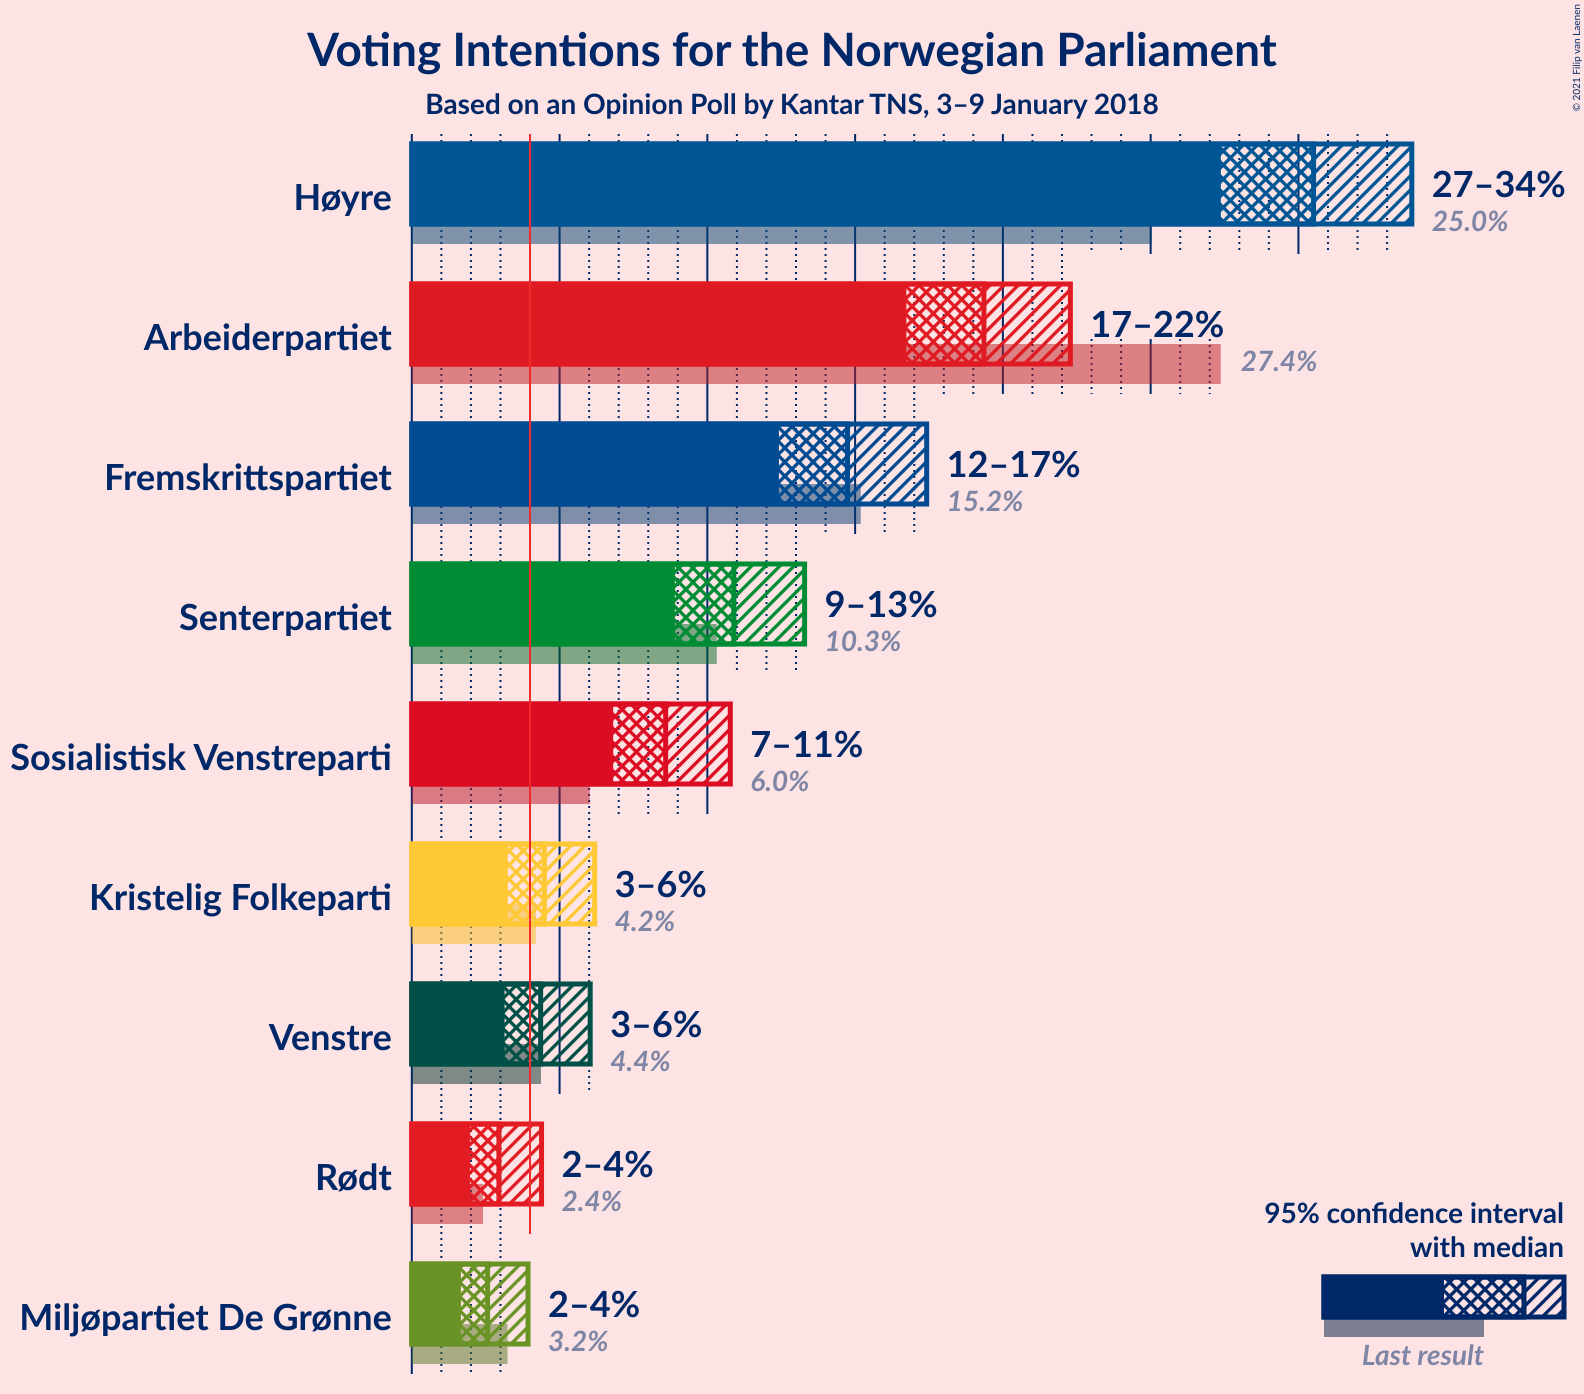 Voting Intentions for the Norwegian Parliament
Based on an Opinion Poll by Kantar TNS, 3–9 January 2018
© 2021 Filip van Laenen
Høyre
27–34%
25.0%
Arbeiderpartiet
17–22%
27.4%
Fremskrittspartiet
12–17%
15.2%
Senterpartiet
9–13%
10.3%
Sosialistisk Venstreparti
7–11%
6.0%
Kristelig Folkeparti
3–6%
4.2%
Venstre
3–6%
4.4%
Rødt
2–4%
2.4%
Miljøpartiet De Grønne
2–4%
3.2%
95% confidence interval
with median
Last result